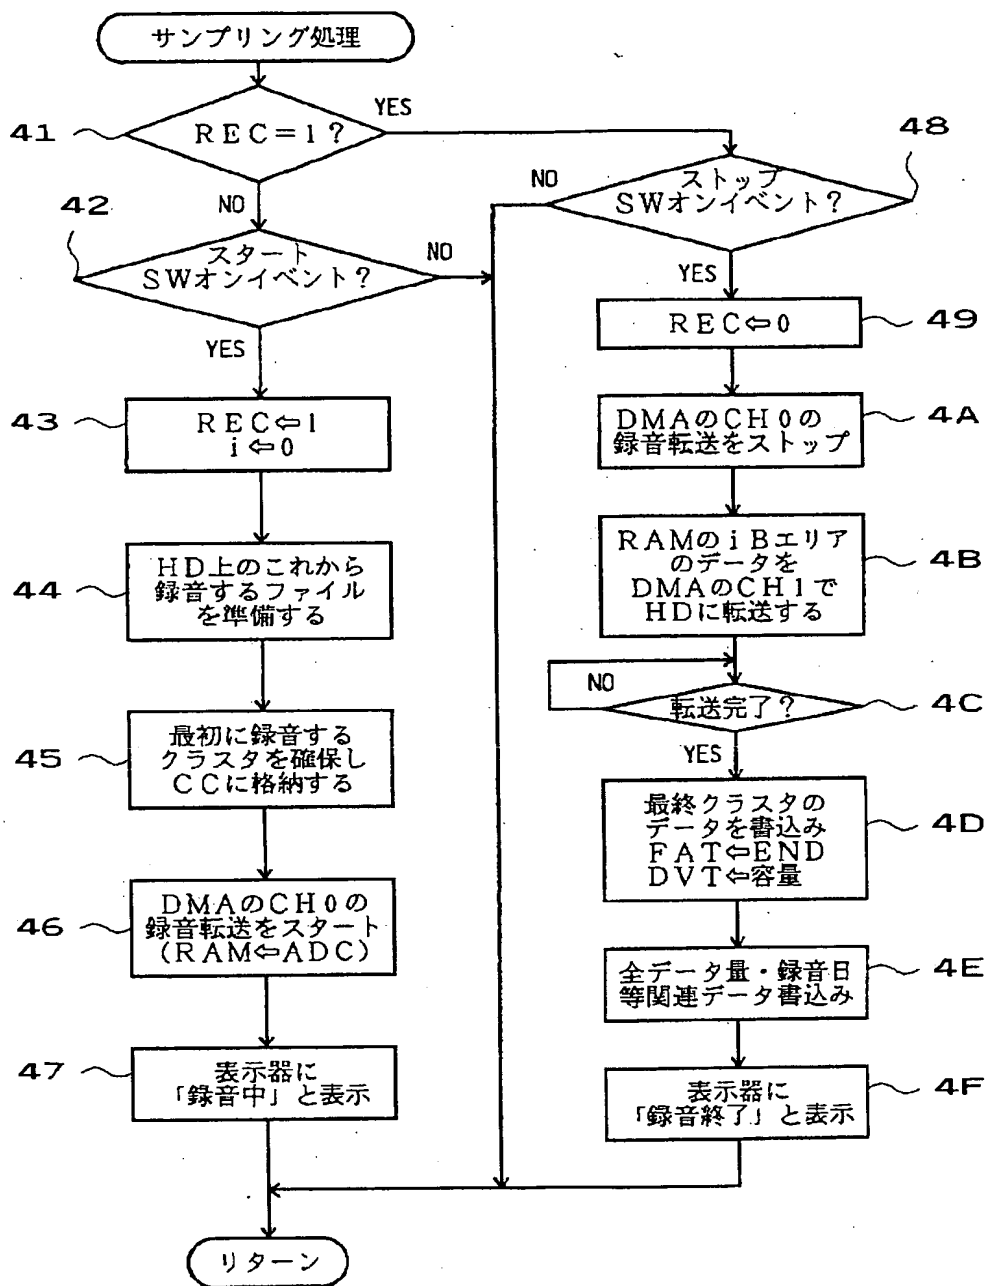 サンプリング処理
41
REC=1?
YES
NO
42
スタート
SWオンイベント?
NO
YES
43
REC⇐1
i⇐0
44
HD上のこれから
録音するファイル
を準備する
45
最初に録音する
クラスタを確保し
CCに格納する
46
DMAのCH0の
録音転送をスタート
(RAM⇐ADC)
47
表示器に
「録音中」と表示
48
ストップ
SWオンイベント?
NO
YES
49
REC⇐0
4A
DMAのCH0の
録音転送をストップ
4B
RAMのiBエリア
のデータを
DMAのCH1で
HDに転送する
4C
転送完了?
NO
YES
4D
最終クラスタの
データを書込み
FAT⇐END
DVT⇐容量
4E
全データ量・録音日
等関連データ書込み
4F
表示器に
「録音終了」と表示
リターン